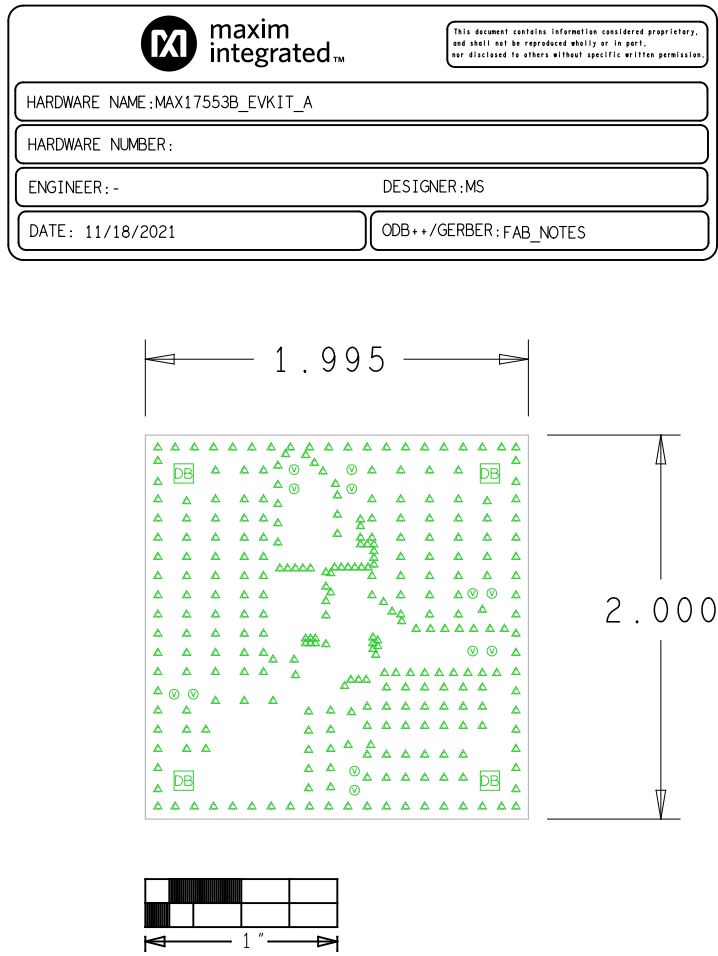 maxim
integrated™
This document contains information considered proprietary,
and shall not be reproduced wholly or in part,
nor disclosed to others without specific written permission.
HARDWARE NAME:MAX17553B_EVKIT_A
HARDWARE NUMBER:
ENGINEER:-
DESIGNER:MS
DATE: 11/18/2021
ODB++/GERBER:FAB_NOTES
1.995
DB DB
V V
V V
2.000
V V
V V
V V
V
DB DB
V
1"